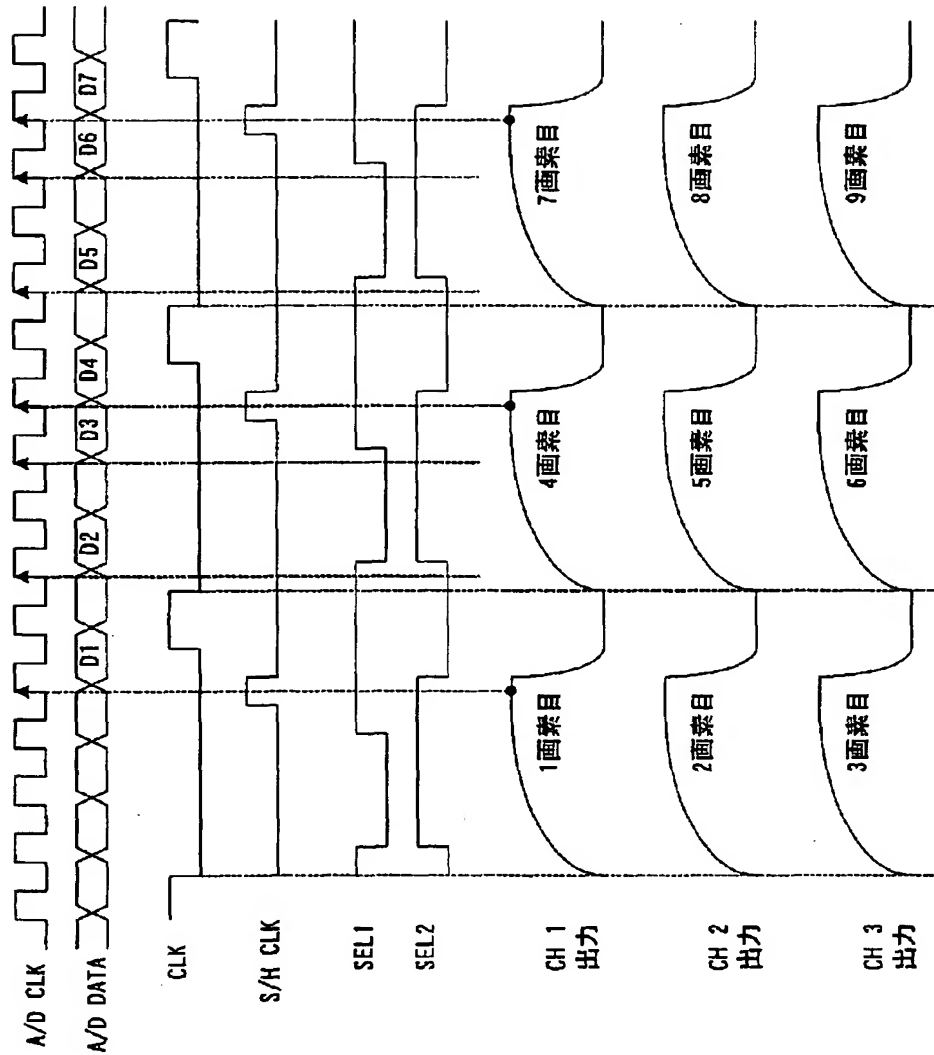 A/D CLK
A/D DATA
D1
D2
D3
D4
D5
D6
D7
CLK
S/H CLK
SEL1
SEL2
CH 1
出力
1画素目
4画素目
7画素目
CH 2
出力
2画素目
5画素目
8画素目
CH 3
出力
3画素目
6画素目
9画素目